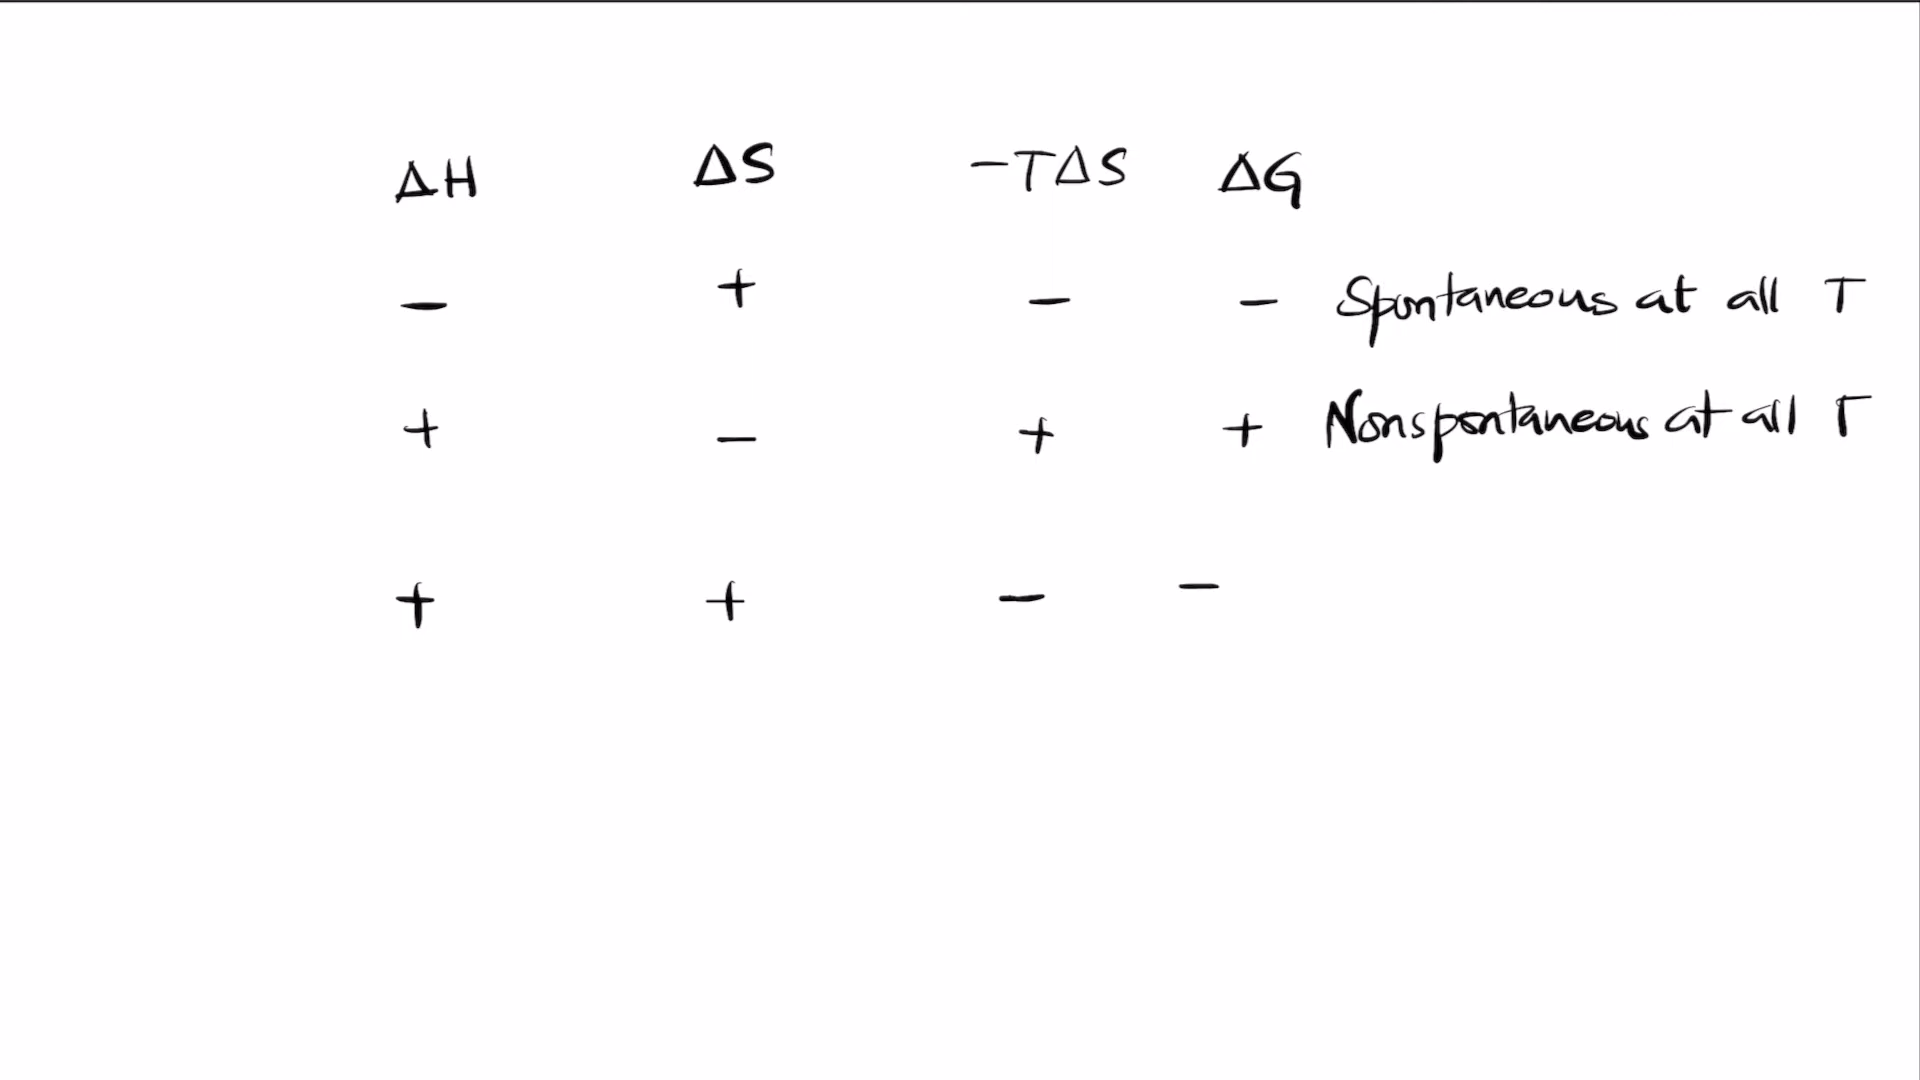 ΔH ΔS -TΔS ΔG
- + - - Spontaneous at all T
+ - + + Nonspontaneous at all T
+ + - -